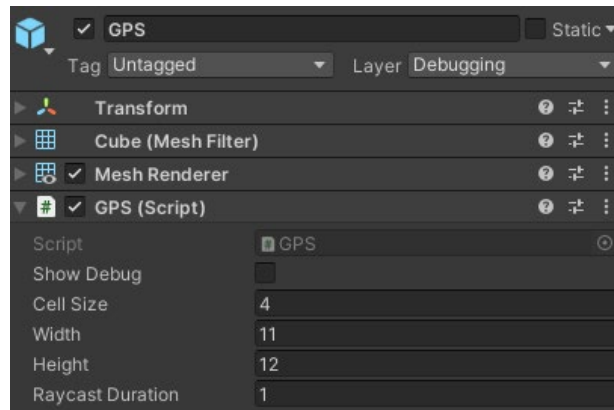 GPS Static
Tag Untagged Layer Debugging
Transform
Cube (Mesh Filter)
Mesh Renderer
# GPS (Script)
Script # GPS
Show Debug
Cell Size 4
Width 11
Height 12
Raycast Duration 1